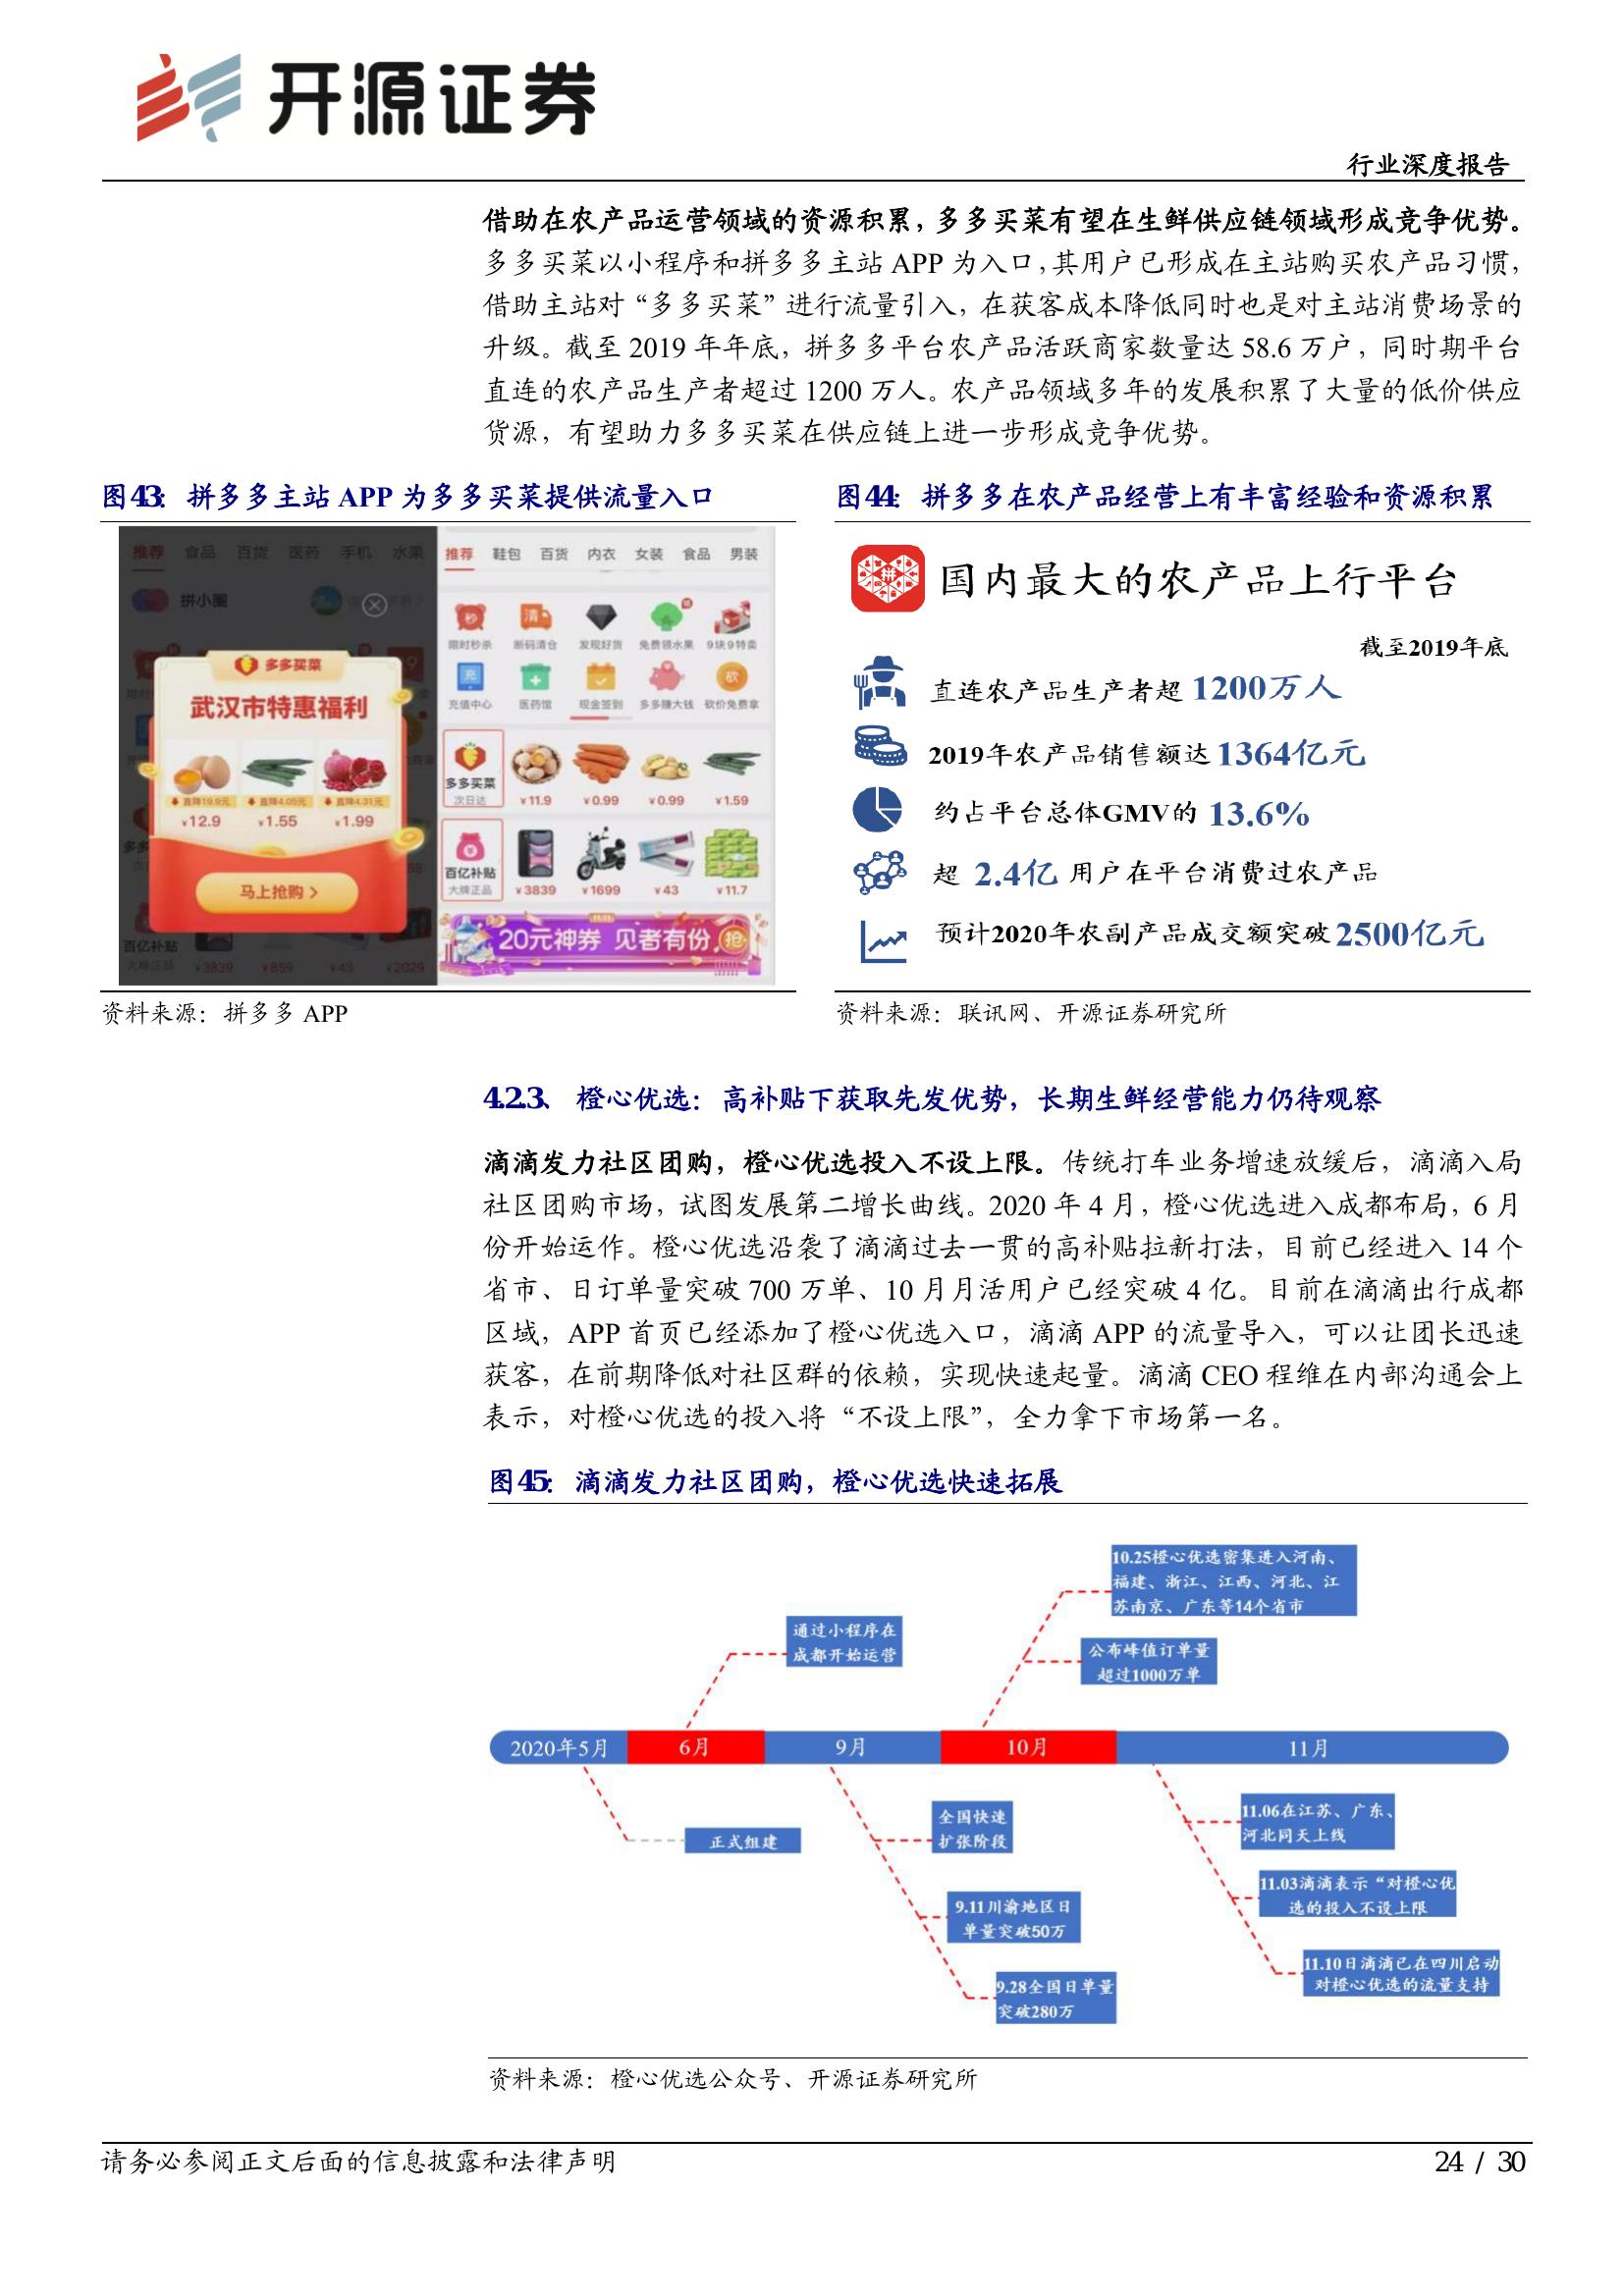 开源证券
行业深度报告
借助在农产品运营领域的资源积累，多多买菜有望在生鲜供应链领域形成竞争优势。
多多买菜以小程序和拼多多主站 APP 为入口，其用户已形成在主站购买农产品习惯，
借助主站对“多多买菜”进行流量引入，在获客成本降低同时也是对主站消费场景的
升级。截至 2019 年年底，拼多多平台农产品活跃商家数量达 58.6 万户，同时期平台
直连的农产品生产者超过 1200 万人。农产品领域多年的发展积累了大量的低价供应
货源，有望助力多多买菜在供应链上进一步形成竞争优势。
图43： 拼多多主站 APP 为多多买菜提供流量入口
推荐 食品 百货 医药 手机 水果
拼小圈
多多买菜
武汉市特惠福利
直降19.9元 直降4.05元 直降4.31元
¥12.9 ¥1.55 ¥1.99
马上抢购 >
百亿补贴
大牌正品 ¥3839 ¥859 ¥43 ¥2029
推荐 鞋包 百货 内衣 女装 食品 男装
限时秒杀 断码清仓 发现好货 免费领水果 9块9特卖
充值中心 医药馆 现金签到 多多赚大钱 砍价免费拿
多多买菜
次日达 ¥11.9 ¥0.99 ¥0.99 ¥1.59
百亿补贴
大牌正品 ¥3839 ¥1699 ¥43 ¥11.7
20元神券 见者有份 抢
资料来源：拼多多 APP
图44： 拼多多在农产品经营上有丰富经验和资源积累
国内最大的农产品上行平台
截至2019年底
直连农产品生产者超 1200万人
2019年农产品销售额达 1364亿元
约占平台总体GMV的 13.6%
超 2.4亿 用户在平台消费过农产品
预计2020年农副产品成交额突破2500亿元
资料来源：联讯网、开源证券研究所
4.2.3、 橙心优选：高补贴下获取先发优势，长期生鲜经营能力仍待观察
滴滴发力社区团购，橙心优选投入不设上限。传统打车业务增速放缓后，滴滴入局
社区团购市场，试图发展第二增长曲线。2020 年 4 月，橙心优选进入成都布局，6 月
份开始运作。橙心优选沿袭了滴滴过去一贯的高补贴拉新打法，目前已经进入 14 个
省市、日订单量突破 700 万单、10 月月活用户已经突破 4 亿。目前在滴滴出行成都
区域，APP 首页已经添加了橙心优选入口，滴滴 APP 的流量导入，可以让团长迅速
获客，在前期降低对社区群的依赖，实现快速起量。滴滴 CEO 程维在内部沟通会上
表示，对橙心优选的投入将“不设上限”，全力拿下市场第一名。
图45： 滴滴发力社区团购，橙心优选快速拓展
10.25橙心优选密集进入河南、
福建、浙江、江西、河北、江
苏南京、广东等14个省市
通过小程序在
成都开始运营
公布峰值订单量
超过1000万单
2020年5月 6月 9月 10月 11月
正式组建
全国快速
扩张阶段
9.11川渝地区日
单量突破50万
9.28全国日单量
突破280万
11.06在江苏、广东、
河北同天上线
11.03滴滴表示“对橙心优
选的投入不设上限
11.10日滴滴已在四川启动
对橙心优选的流量支持
资料来源：橙心优选公众号、开源证券研究所
请务必参阅正文后面的信息披露和法律声明
24 / 30